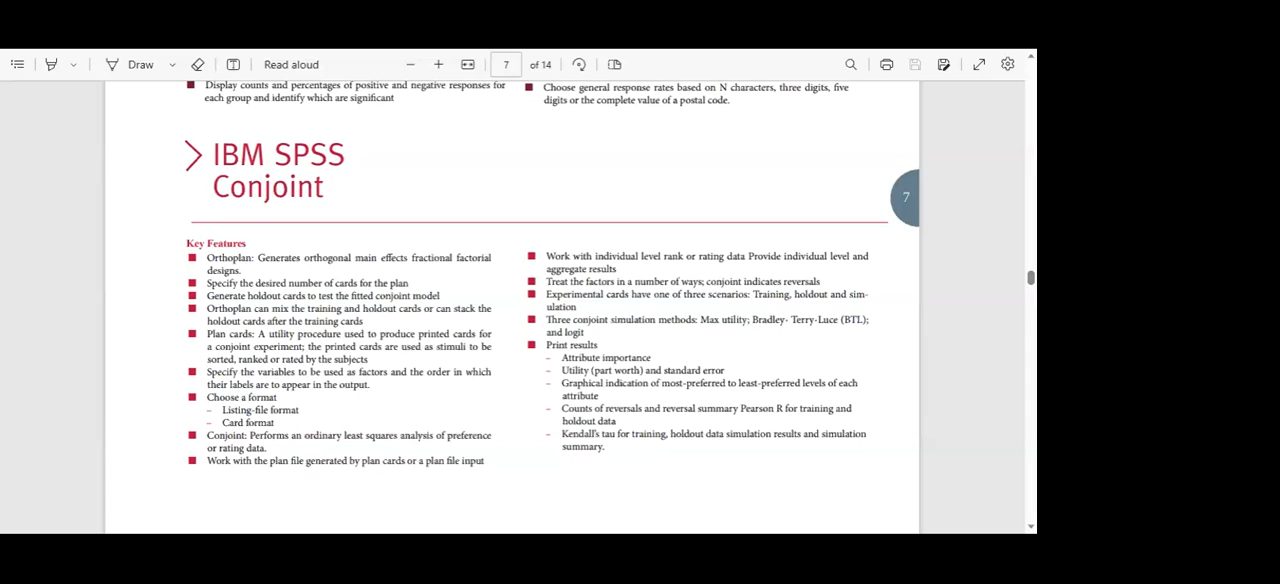 Draw
Read aloud
7
of 14
Display counts and percentages of positive and negative responses for
each group and identify which are significant
Choose general response rates based on N characters, three digits, five
digits or the complete value of a postal code.
IBM SPSS
Conjoint
7
Key Features
Orthoplan: Generates orthogonal main effects fractional factorial
designs.
Specify the desired number of cards for the plan
Generate holdout cards to test the fitted conjoint model
Orthoplan can mix the training and holdout cards or can stack the
holdout cards after the training cards
Plan cards: A utility procedure used to produce printed cards for
a conjoint experiment; the printed cards are used as stimuli to be
sorted, ranked or rated by the subjects
Specify the variables to be used as factors and the order in which
their labels are to appear in the output.
Choose a format
– Listing-file format
– Card format
Conjoint: Performs an ordinary least squares analysis of preference
or rating data.
Work with the plan file generated by plan cards or a plan file input
Work with individual level rank or rating data Provide individual level and
aggregate results
Treat the factors in a number of ways; conjoint indicates reversals
Experimental cards have one of three scenarios: Training, holdout and sim-
ulation
Three conjoint simulation methods: Max utility; Bradley- Terry-Luce (BTL);
and logit
Print results
– Attribute importance
– Utility (part worth) and standard error
– Graphical indication of most-preferred to least-preferred levels of each
attribute
– Counts of reversals and reversal summary Pearson R for training and
holdout data
– Kendall's tau for training, holdout data simulation results and simulation
summary.